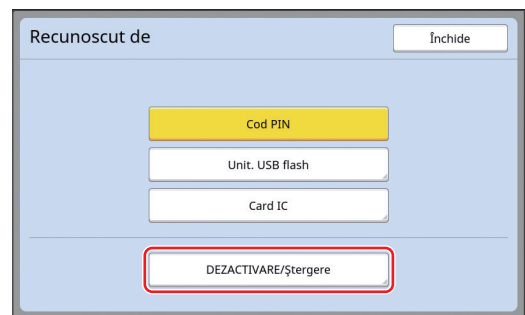 Recunoscut de
Închide
Cod PIN
Unit. USB flash
Card IC
DEZACTIVARE/Ştergere